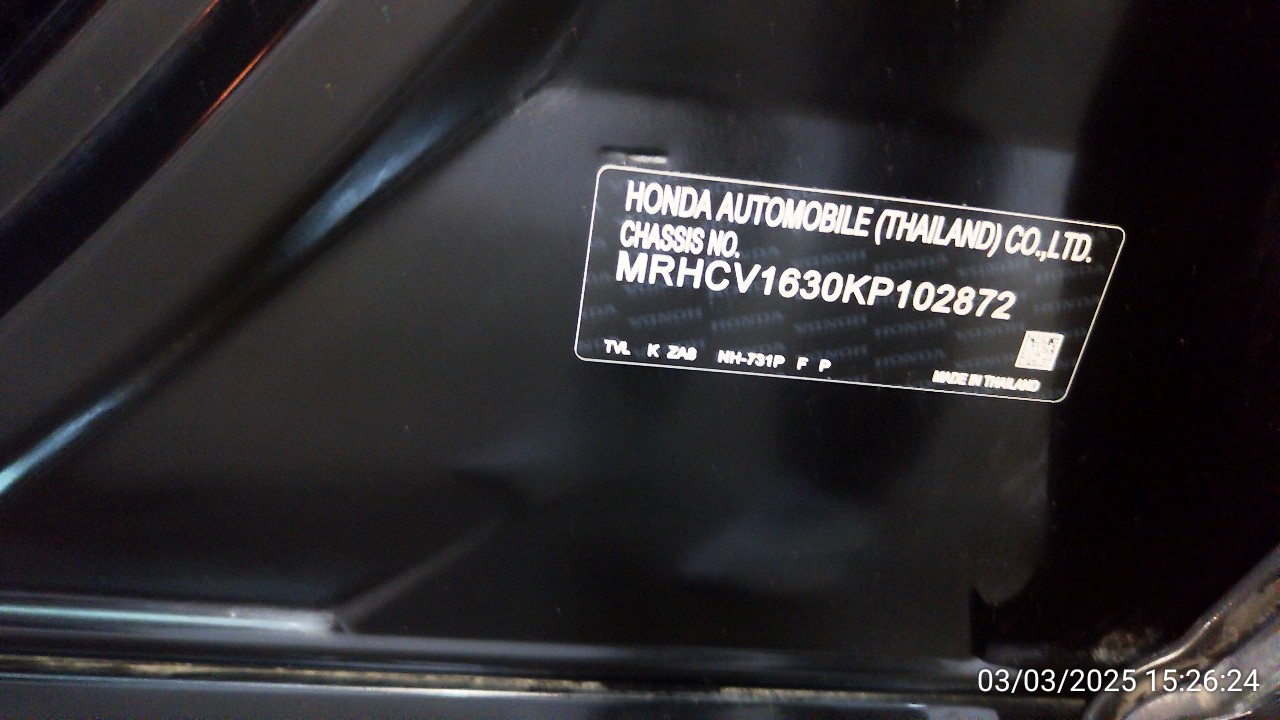 HONDA AUTOMOBILE (THAILAND) CO.,LTD.
CHASSIS NO.
MRHCV1630KP102872
TVL K ZA8 NH-731P F P
MADE IN THAILAND
03/03/2025 15:26:24